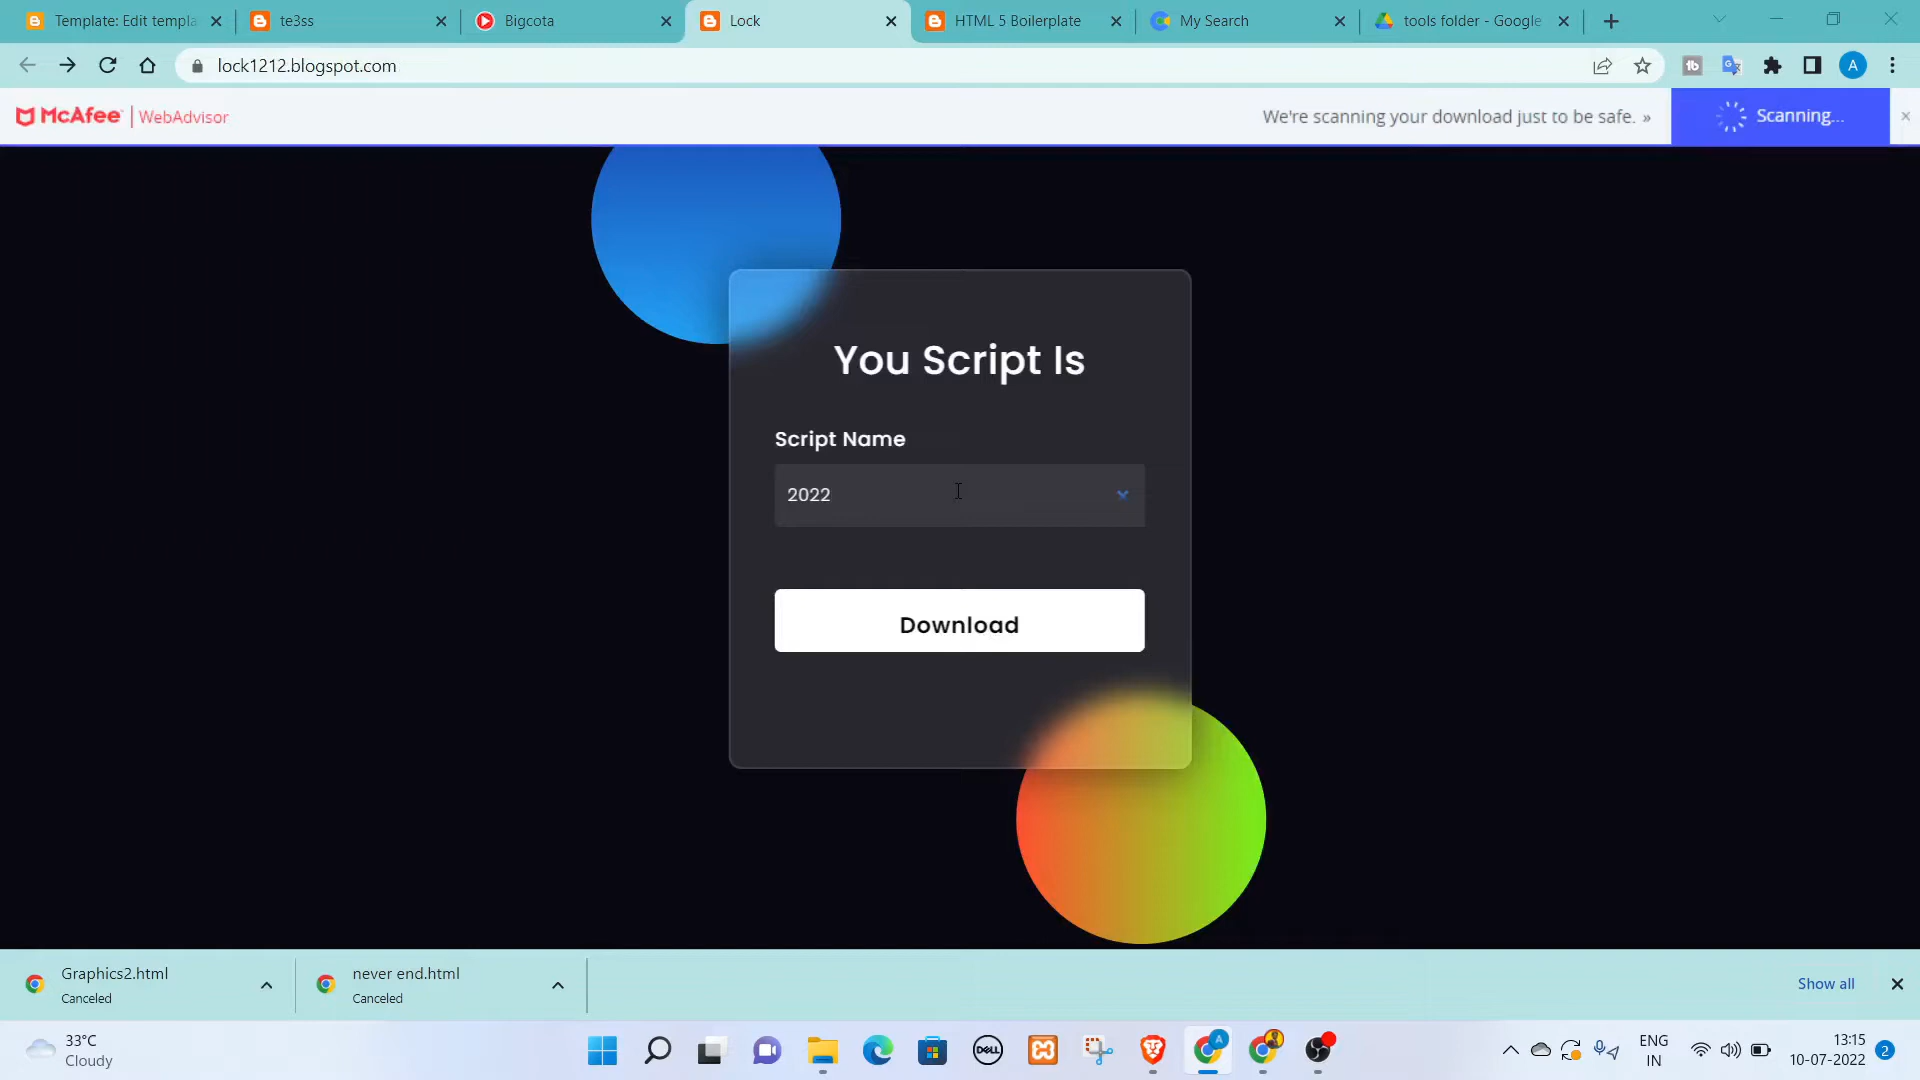 Template: Edit templa
te3ss
Bigcota
Lock
HTML 5 Boilerplate
My Search
tools folder - Google
lock1212.blogspot.com
A
McAfee | WebAdvisor
We're scanning your download just to be safe. »
Scanning...
You Script Is
Script Name
2022
Download
Graphics2.html
Canceled
never end.html
Canceled
Show all
33°C
Cloudy
DELL
A
ENG
IN
13:15
10-07-2022
2